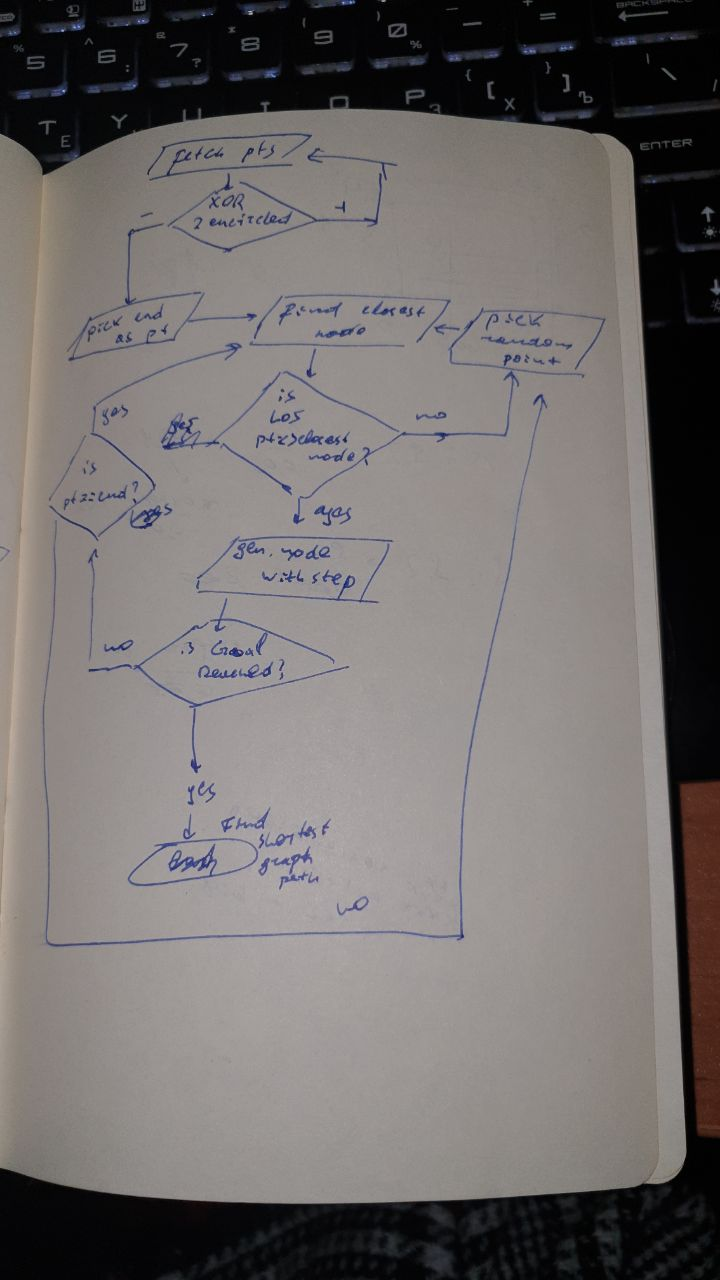 BACKSPACE
% 5
^ 6 :
& 7 ?
* 8
( 9
) 0 %
_ -
+ =
T Е
Y
U
I
O
P З
{ [ Х
} ] Ъ
| \
ENTER
fetch pts
XOR
2 encircled
-
+
pick end
as pt
find closest
node
pick
random
point
yes
is
LOS
pt closest
node?
no
is
pt = end?
yes
gen. node
with step
no
is Goal
reached?
yes
Find
shortest
graph
path
no